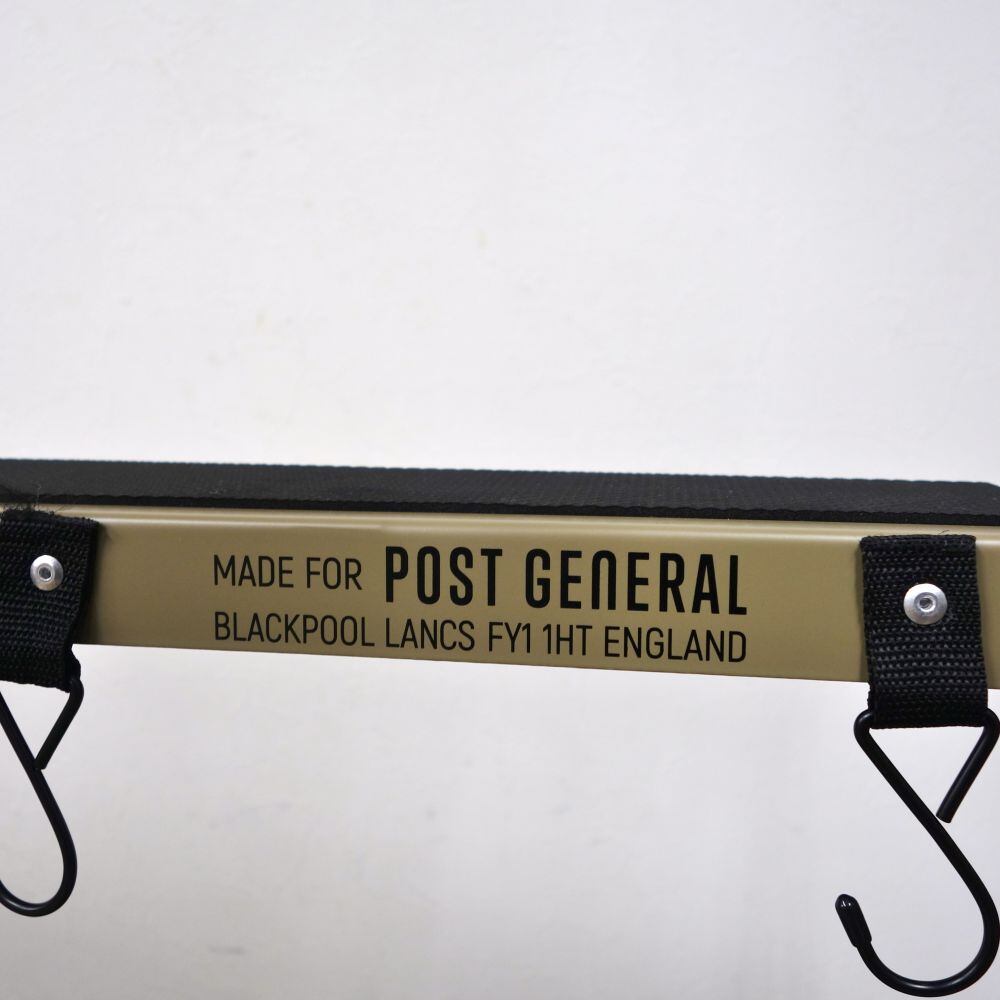 MADE FOR POST GENERAL
BLACKPOOL LANCS FY1 1HT ENGLAND